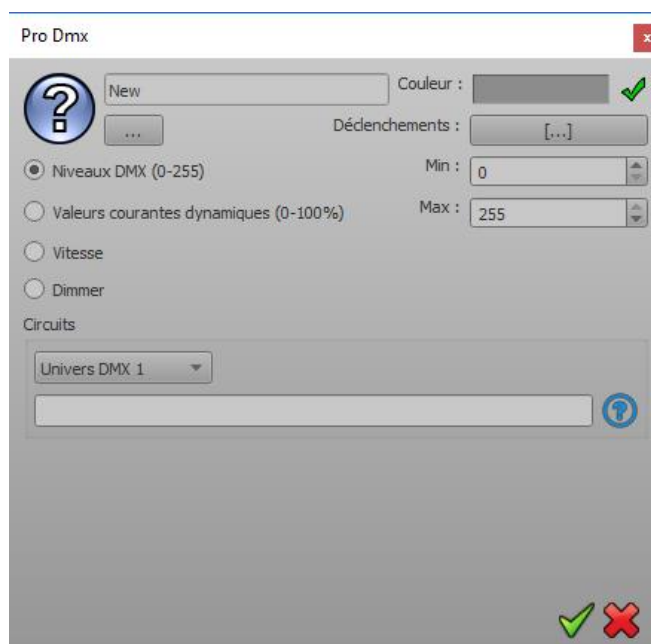 Pro Dmx
x
?
New
Couleur :
...
Déclenchements :
[...]
Niveaux DMX (0-255)
Min :
0
Valeurs courantes dynamiques (0-100%)
Max :
255
Vitesse
Dimmer
Circuits
Univers DMX 1
?